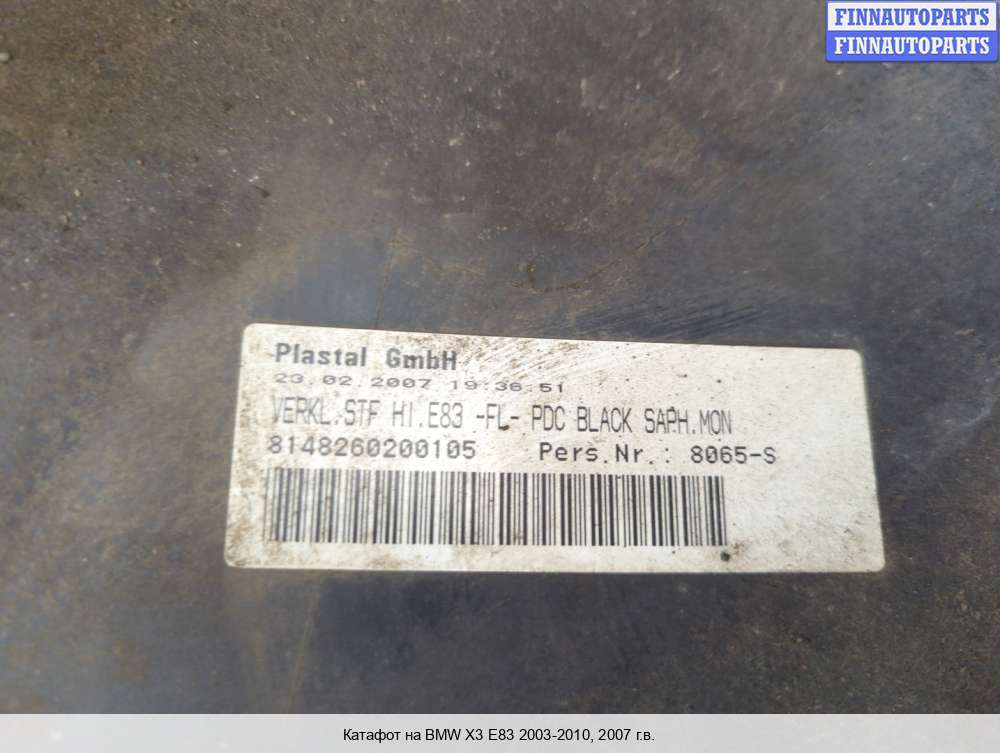 FINNAUTOPARTS
FINNAUTOPARTS
Plastal GmbH
23.02.2007 19:36:51
VERKL.STF HI.E83 -FL- PDC BLACK SAPH.MON
8148260200105 Pers.Nr.: 8065-S
Катафот на BMW X3 E83 2003-2010, 2007 г.в.